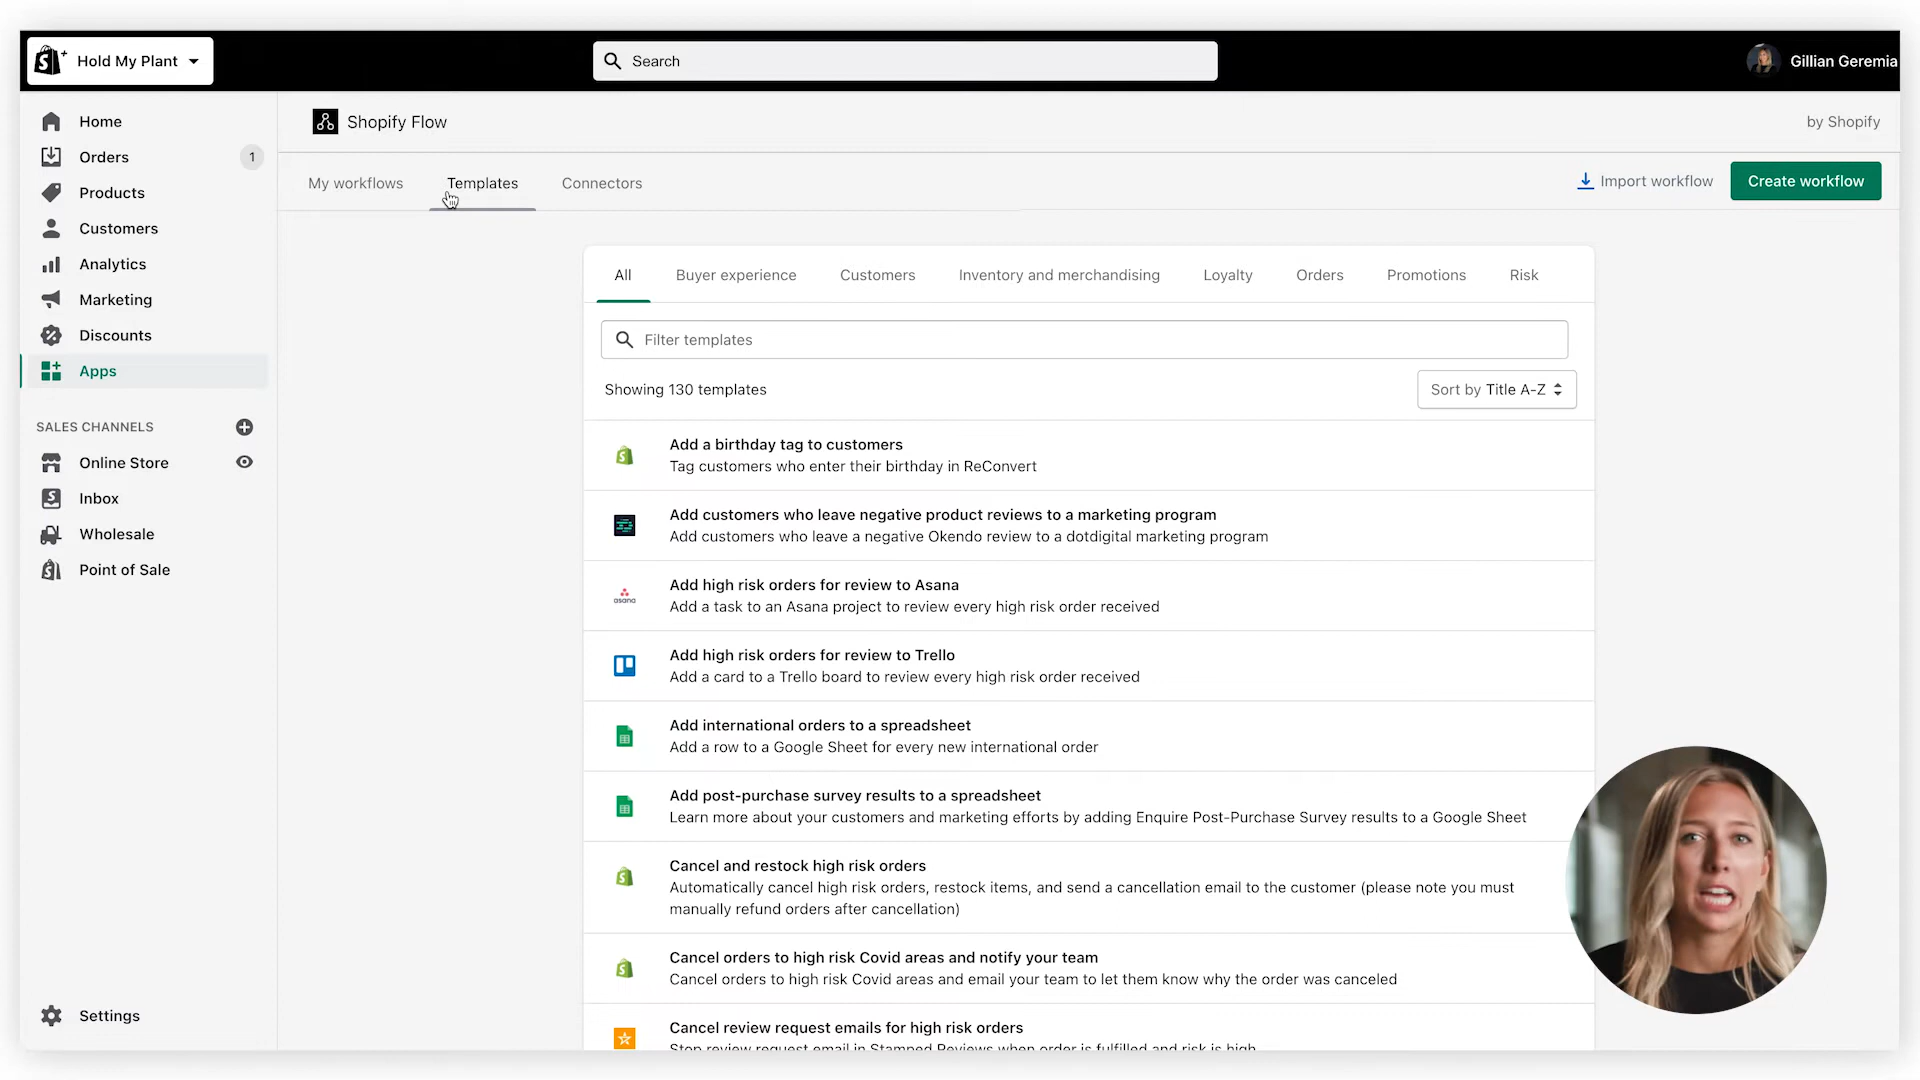 Hold My Plant
Search
Gillian Geremia
Home
Orders
1
Products
Customers
Analytics
Marketing
Discounts
Apps
SALES CHANNELS
Online Store
Inbox
Wholesale
Point of Sale
Settings
Shopify Flow
by Shopify
My workflows
Templates
Connectors
Import workflow
Create workflow
All
Buyer experience
Customers
Inventory and merchandising
Loyalty
Orders
Promotions
Risk
Filter templates
Showing 130 templates
Sort by Title A-Z
Add a birthday tag to customers
Tag customers who enter their birthday in ReConvert
Add customers who leave negative product reviews to a marketing program
Add customers who leave a negative Okendo review to a dotdigital marketing program
asana
Add high risk orders for review to Asana
Add a task to an Asana project to review every high risk order received
Add high risk orders for review to Trello
Add a card to a Trello board to review every high risk order received
Add international orders to a spreadsheet
Add a row to a Google Sheet for every new international order
Add post-purchase survey results to a spreadsheet
Learn more about your customers and marketing efforts by adding Enquire Post-Purchase Survey results to a Google Sheet
Cancel and restock high risk orders
Automatically cancel high risk orders, restock items, and send a cancellation email to the customer (please note you must
manually refund orders after cancellation)
Cancel orders to high risk Covid areas and notify your team
Cancel orders to high risk Covid areas and email your team to let them know why the order was canceled
Cancel review request emails for high risk orders
Stop review request email in Stamped Reviews when order is fulfilled and risk is high